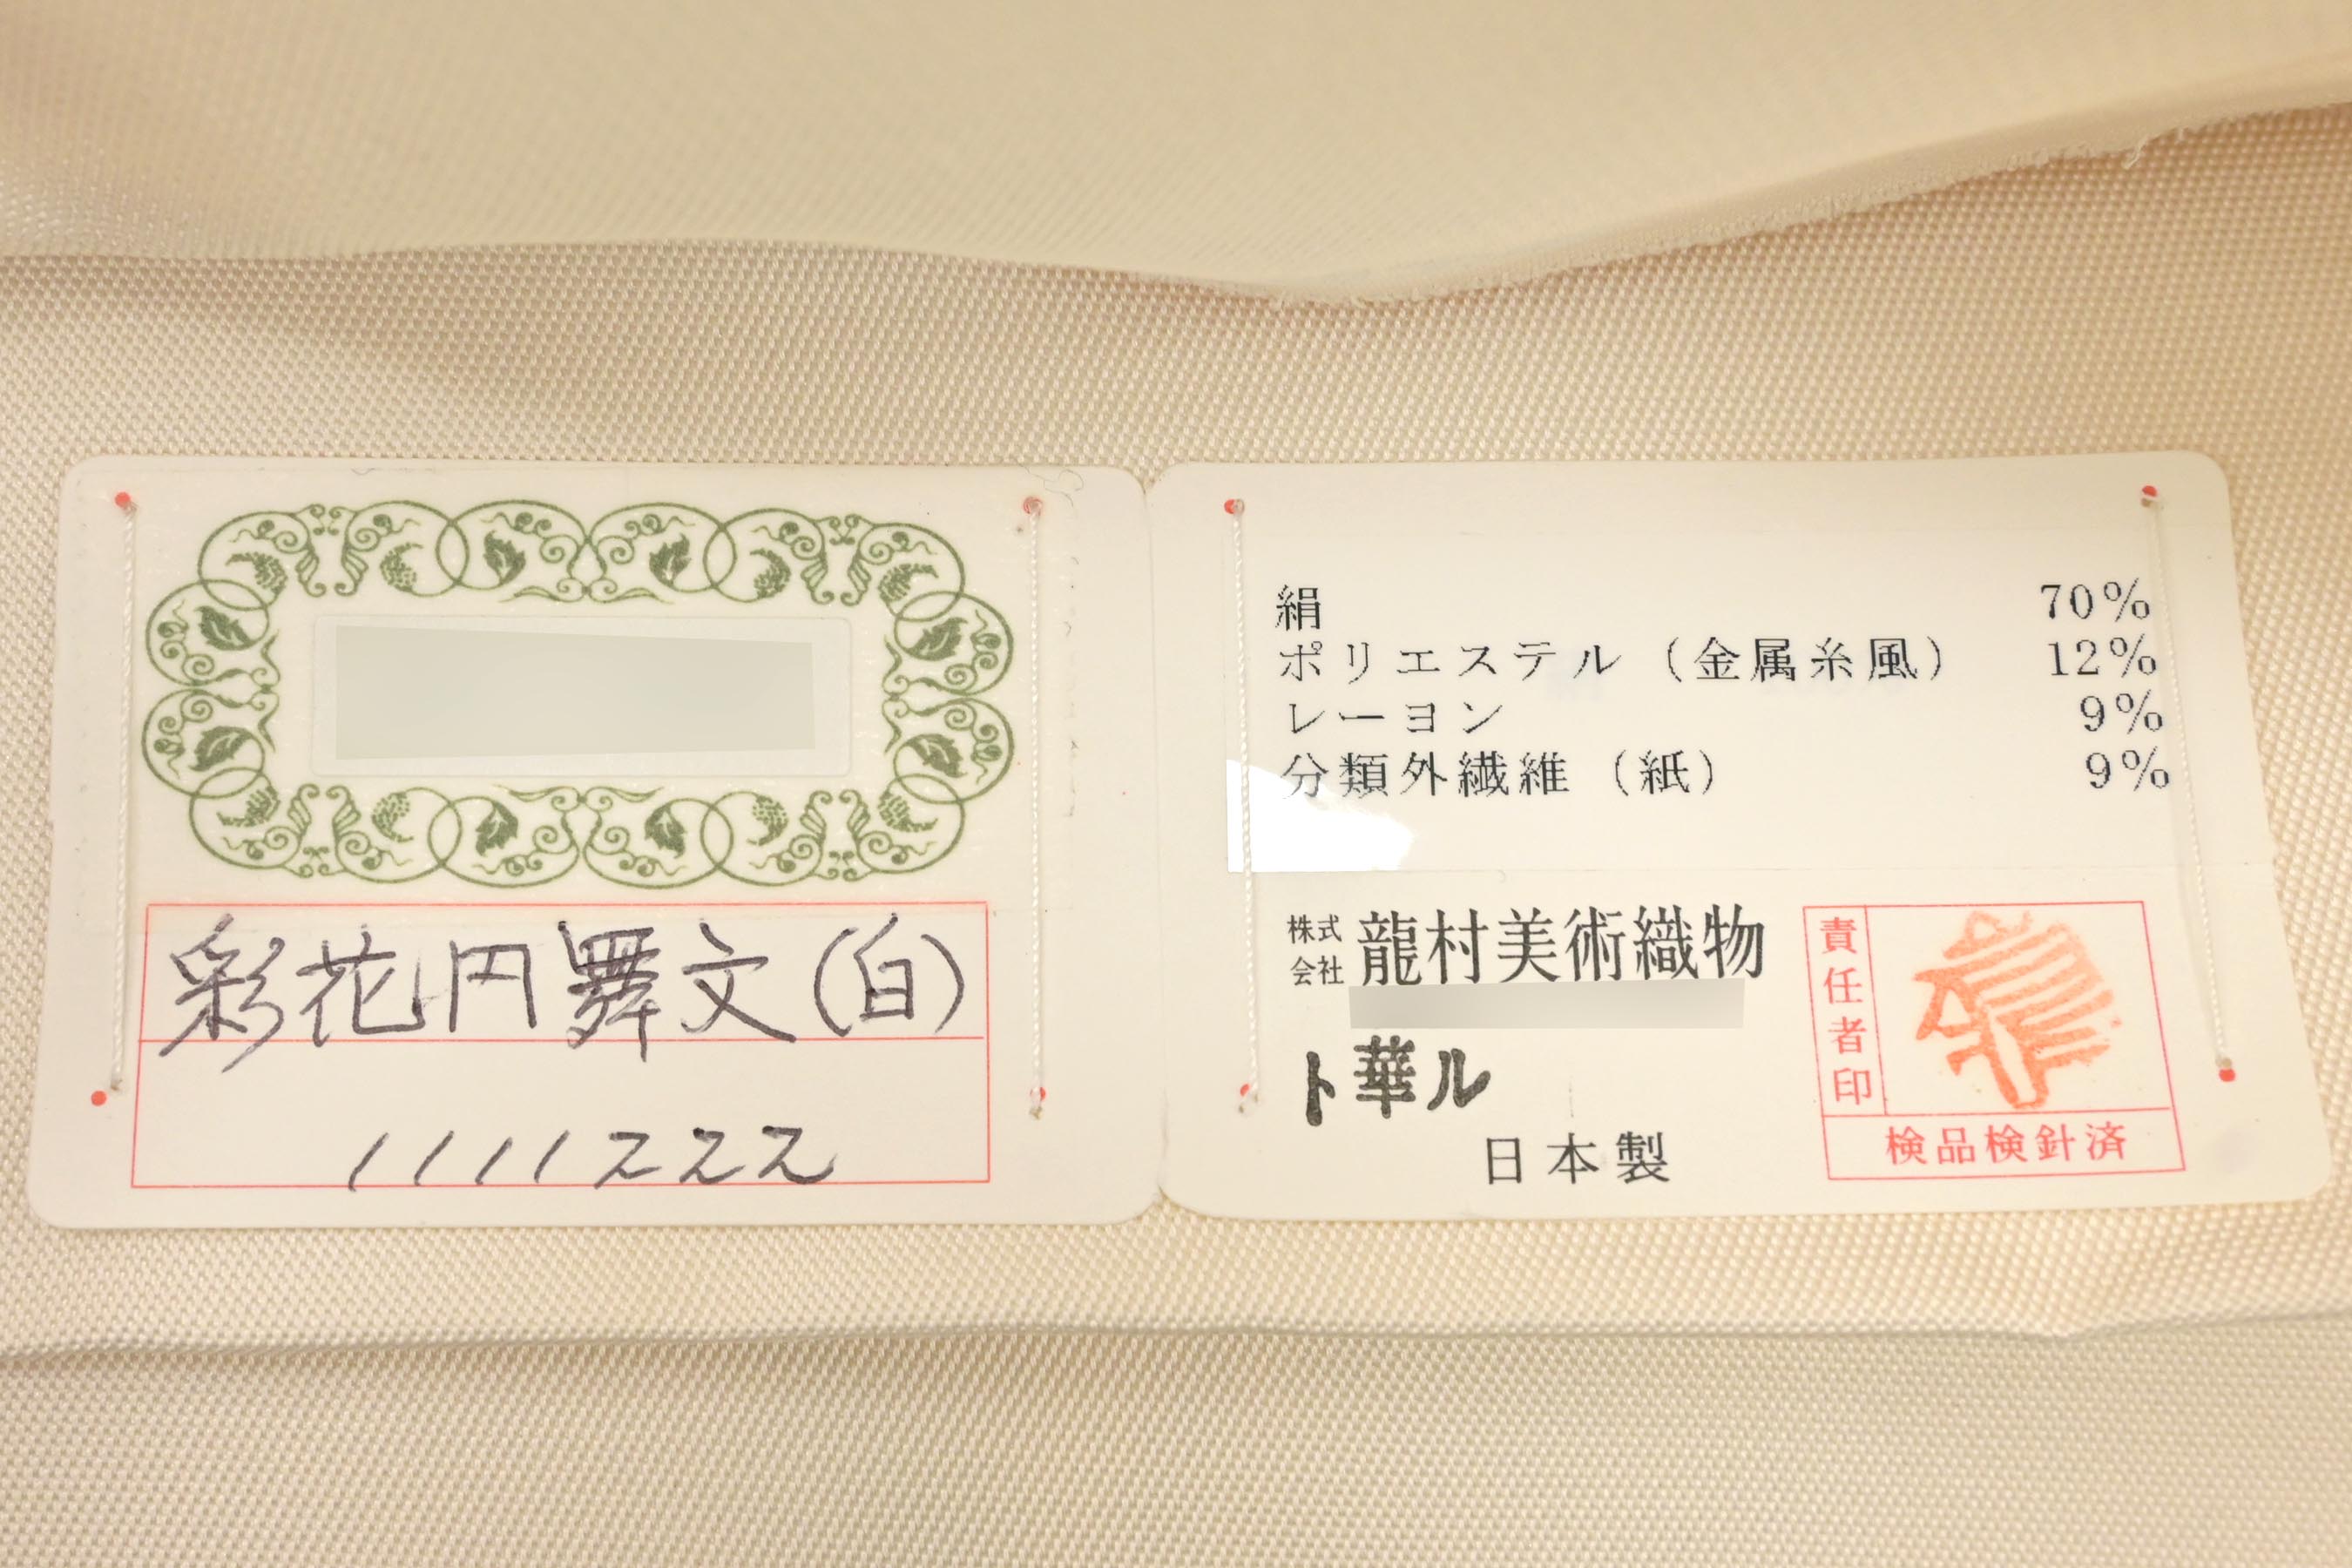 彩花円舞文(白)
1111222
絹 70%
ポリエステル(金属糸風) 12%
レーヨン 9%
分類外繊維(紙) 9%
株式会社 龍村美術織物
ト華ル
日本製
責任者印
検品検針済